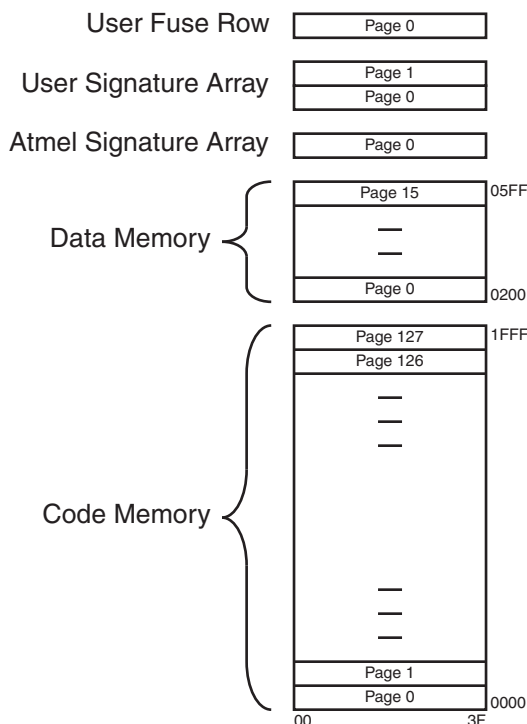 User Fuse Row Page 0
Page 1
User Signature Array
Page 0
Atmel Signature Array Page 0
Page 15 05FF
Data Memory
Page 0 0200
Page 127 1FFF
Page 126
Code Memory
Page 1
Page 0 0000
00 3F